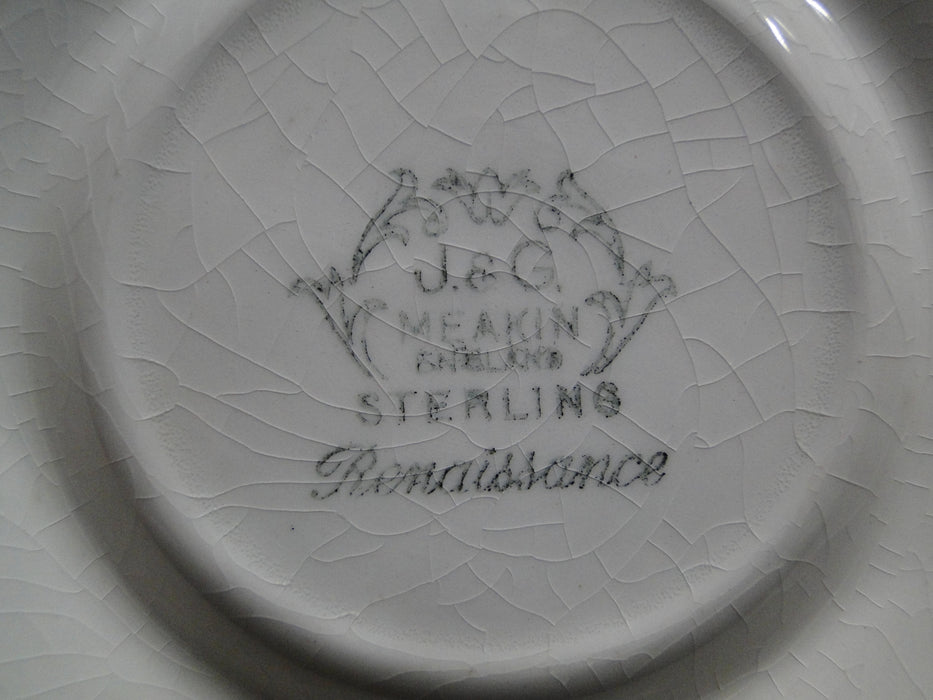 J. & G.
MEAKIN
ENGLAND
STERLING
Renaissance